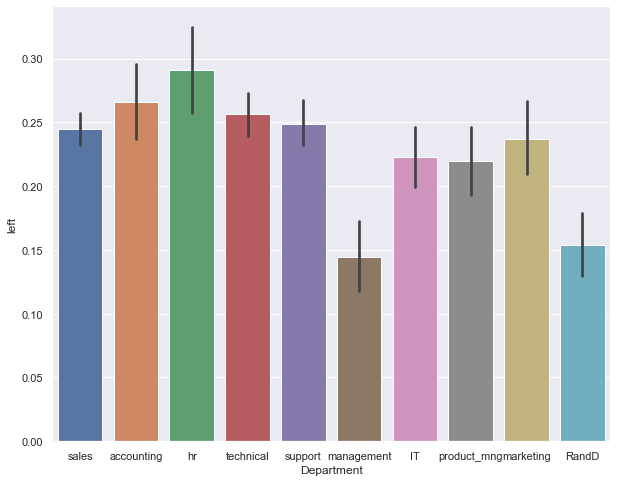 0.30
0.25
0.20
0.15
0.10
0.05
0.00
left
sales accounting hr technical support management IT product_mng marketing RandD
Department